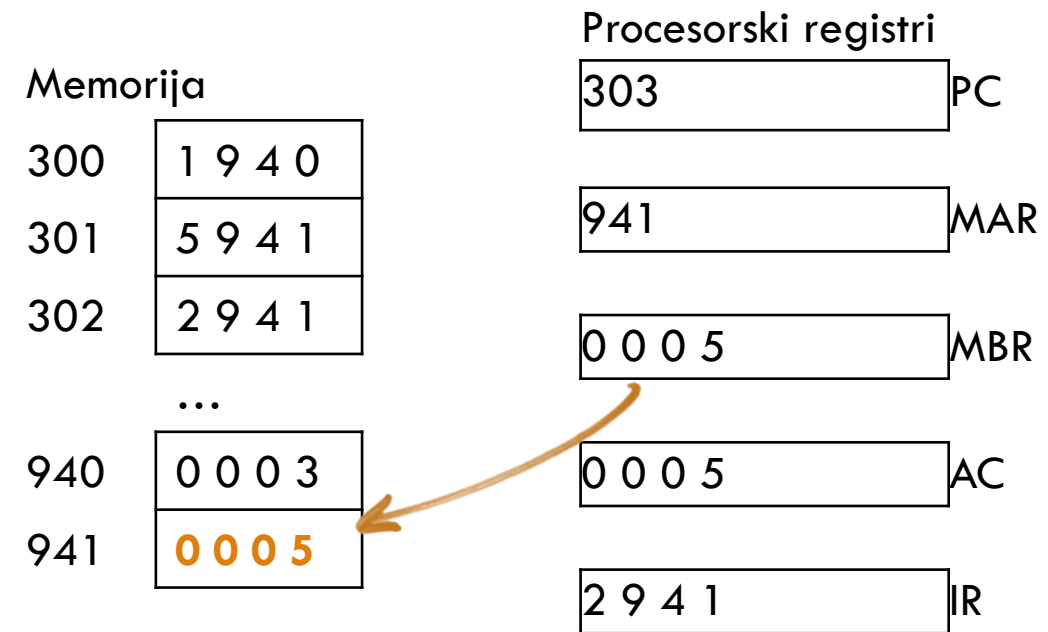 Memorija
300 1 9 4 0
301 5 9 4 1
302 2 9 4 1
...
940 0 0 0 3
941 0 0 0 5
Procesorski registri
303 PC
941 MAR
0 0 0 5 MBR
0 0 0 5 AC
2 9 4 1 IR